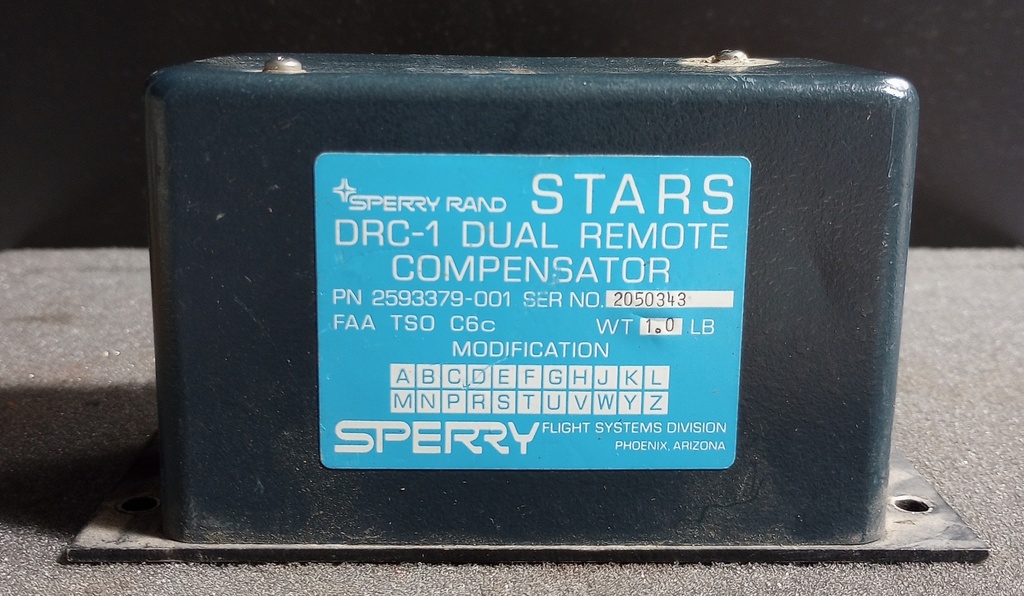 SPERRY RAND STARS
DRC-1 DUAL REMOTE
COMPENSATOR
PN 2593379-001 SER NO. 2050343
FAA TSO C6c WT 1.0 LB
MODIFICATION
A B C D E F G H J K L
M N P R S T U V W Y Z
SPERRY FLIGHT SYSTEMS DIVISION
PHOENIX, ARIZONA